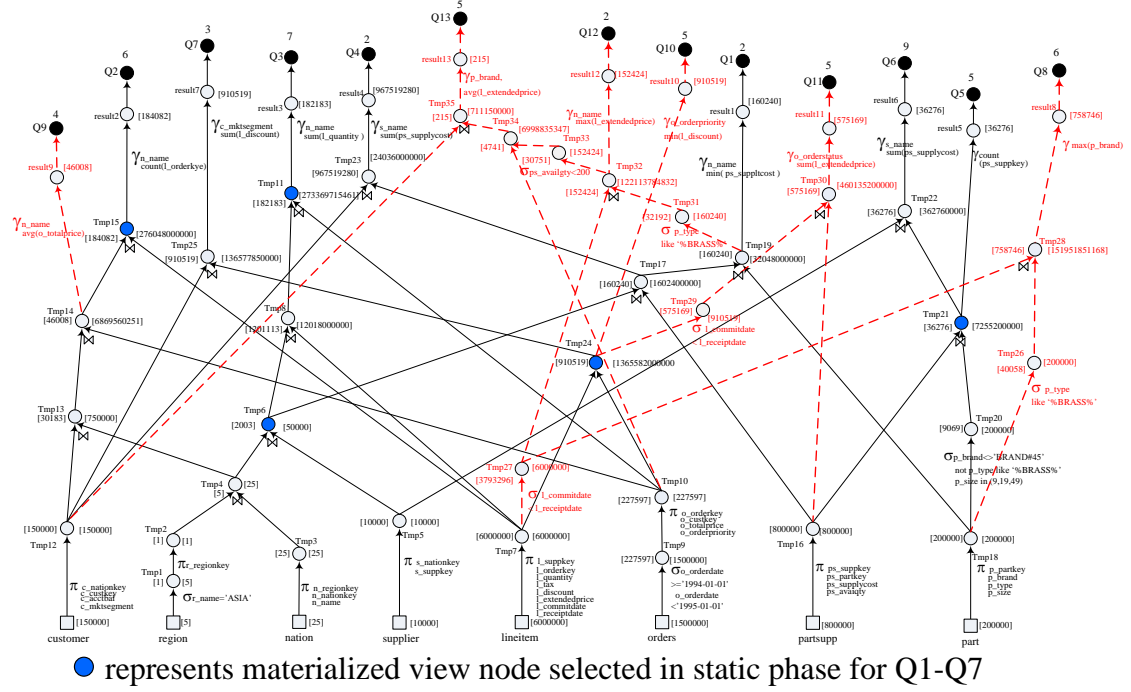 5
2
Q13
Q12
5
3
7
2
2
9
6
Q7
Q10
6
Q3
Q4
Q1
5
Q6
Q8
Q2
Q11
5
Q5
4
Q9
result13
[215]
result12
[152424]
result10
[910519]
result7
[910519]
result3
[182183]
result4
[967519280]
result1
[160240]
result2
[184082]
result11
[575169]
result6
[36276]
result5
[36276]
result8
[758746]
result9
[46008]
γp_brand,
avg(l_extendedprice)
γn_name
max(l_extendedprice)
γo_orderpriority
min(l_discount)
γc_mktsegment
sum(l_discount)
γn_name
sum(l_quantity )
γs_name
sum(ps_supplycost)
γn_name
count(l_orderkye)
γn_name
min( ps_suppltcost )
γo_orderstatus
sum(l_extendedprice)
γs_name
sum(ps_supplycost)
γcount
(ps_suppkey)
γ max(p_brand)
γn_name
avg(o_totalprice)
Tmp35
[711150000]
[215]
Tmp34
[6998835347]
[4741]
Tmp33
[152424]
[30751]
σps_availqty<200
Tmp32
[122113784832]
[152424]
Tmp31
[160240]
[32192]
σ p_type
like '%BRASS%'
Tmp30
[460135200000]
[575169]
Tmp23
[24036000000]
[967519280]
Tmp11
[273369715461]
[182183]
Tmp15
[276048000000]
[184082]
Tmp25
[910519]
[136577850000]
Tmp22
[362760000]
[36276]
Tmp19
[160240]
[32048000000]
Tmp28
[758746]
[151951851168]
Tmp17
[160240]
[1602400000]
Tmp29
[575169]
[910519]
σ l_commitdate
<l_receiptdate
Tmp14
[46008]
[6869560251]
Tmp8
[1201113]
[12018000000]
Tmp21
[36276]
[7255200000]
Tmp24
[910519]
[1365582000000
Tmp26
[40058]
[200000]
σ p_type
like '%BRASS%'
Tmp13
[30183]
[750000]
Tmp6
[2003]
[50000]
Tmp20
[9069]
[200000]
σp_brand<>'BRAND#45'
not p_type like '%BRASS%'
p_size in (9,19,49)
Tmp27
[3793296]
[6000000]
σ l_commitdate
<l_receiptdate
Tmp4
[5]
[25]
Tmp10
[227597]
[227597]
π o_orderkey
o_custkey
o_totalprice
o_orderpriority
[150000]
[150000]
Tmp12
Tmp2
[1]
[1]
πr_regionkey
Tmp3
[25]
[25]
[10000]
[10000]
Tmp5
π s_nationkey
s_suppkey
[6000000]
[6000000]
Tmp7
π l_suppkey
l_orderkey
l_quantity
l_tax
l_discount
l_extendedprice
l_commitdate
l_receiptdate
Tmp9
[227597]
[1500000]
σo_orderdate
>='1994-01-01'
o_orderdate
<'1995-01-01'
[800000]
[800000]
Tmp16
π ps_suppkey
ps_partkey
ps_supplycost
ps_avaiqty
[200000]
[200000]
Tmp18
π p_partkey
p_brand
p_type
p_size
π c_nationkey
c_custkey
c_acctbal
c_mktsegment
Tmp1
[1]
[5]
σr_name='ASIA'
π n_regionkey
n_nationkey
n_name
[150000]
[5]
[25]
[10000]
[6000000]
[1500000]
[800000]
[200000]
customer
region
nation
supplier
lineitem
orders
partsupp
part
represents materialized view node selected in static phase for Q1-Q7